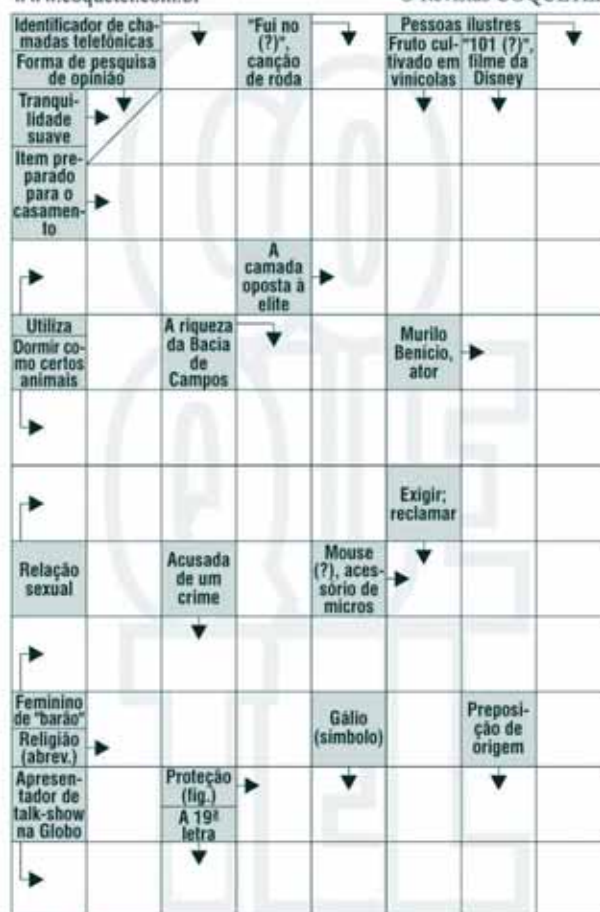 Identificador de cha-
madas telefônicas
Forma de pesquisa
de opinião
"Fui no
(?)",
canção
de roda
Pessoas ilustres
Fruto cul-
tivado em
vinícolas
"101 (?)",
filme da
Disney
Tranqui-
lidade
suave
Item pre-
parado
para o
casamen-
to
A
camada
oposta à
elite
Utiliza
Dormir co-
mo certos
animais
A riqueza
da Bacia
de
Campos
Murilo
Benício,
ator
Exigir;
reclamar
Relação
sexual
Acusada
de um
crime
Mouse
(?), aces-
sório de
micros
Feminino
de "barão"
Religião
(abrev.)
Gálio
(símbolo)
Preposi-
ção de
origem
Apresen-
tador de
talk-show
na Globo
Proteção
(fig.)
A 19ª
letra